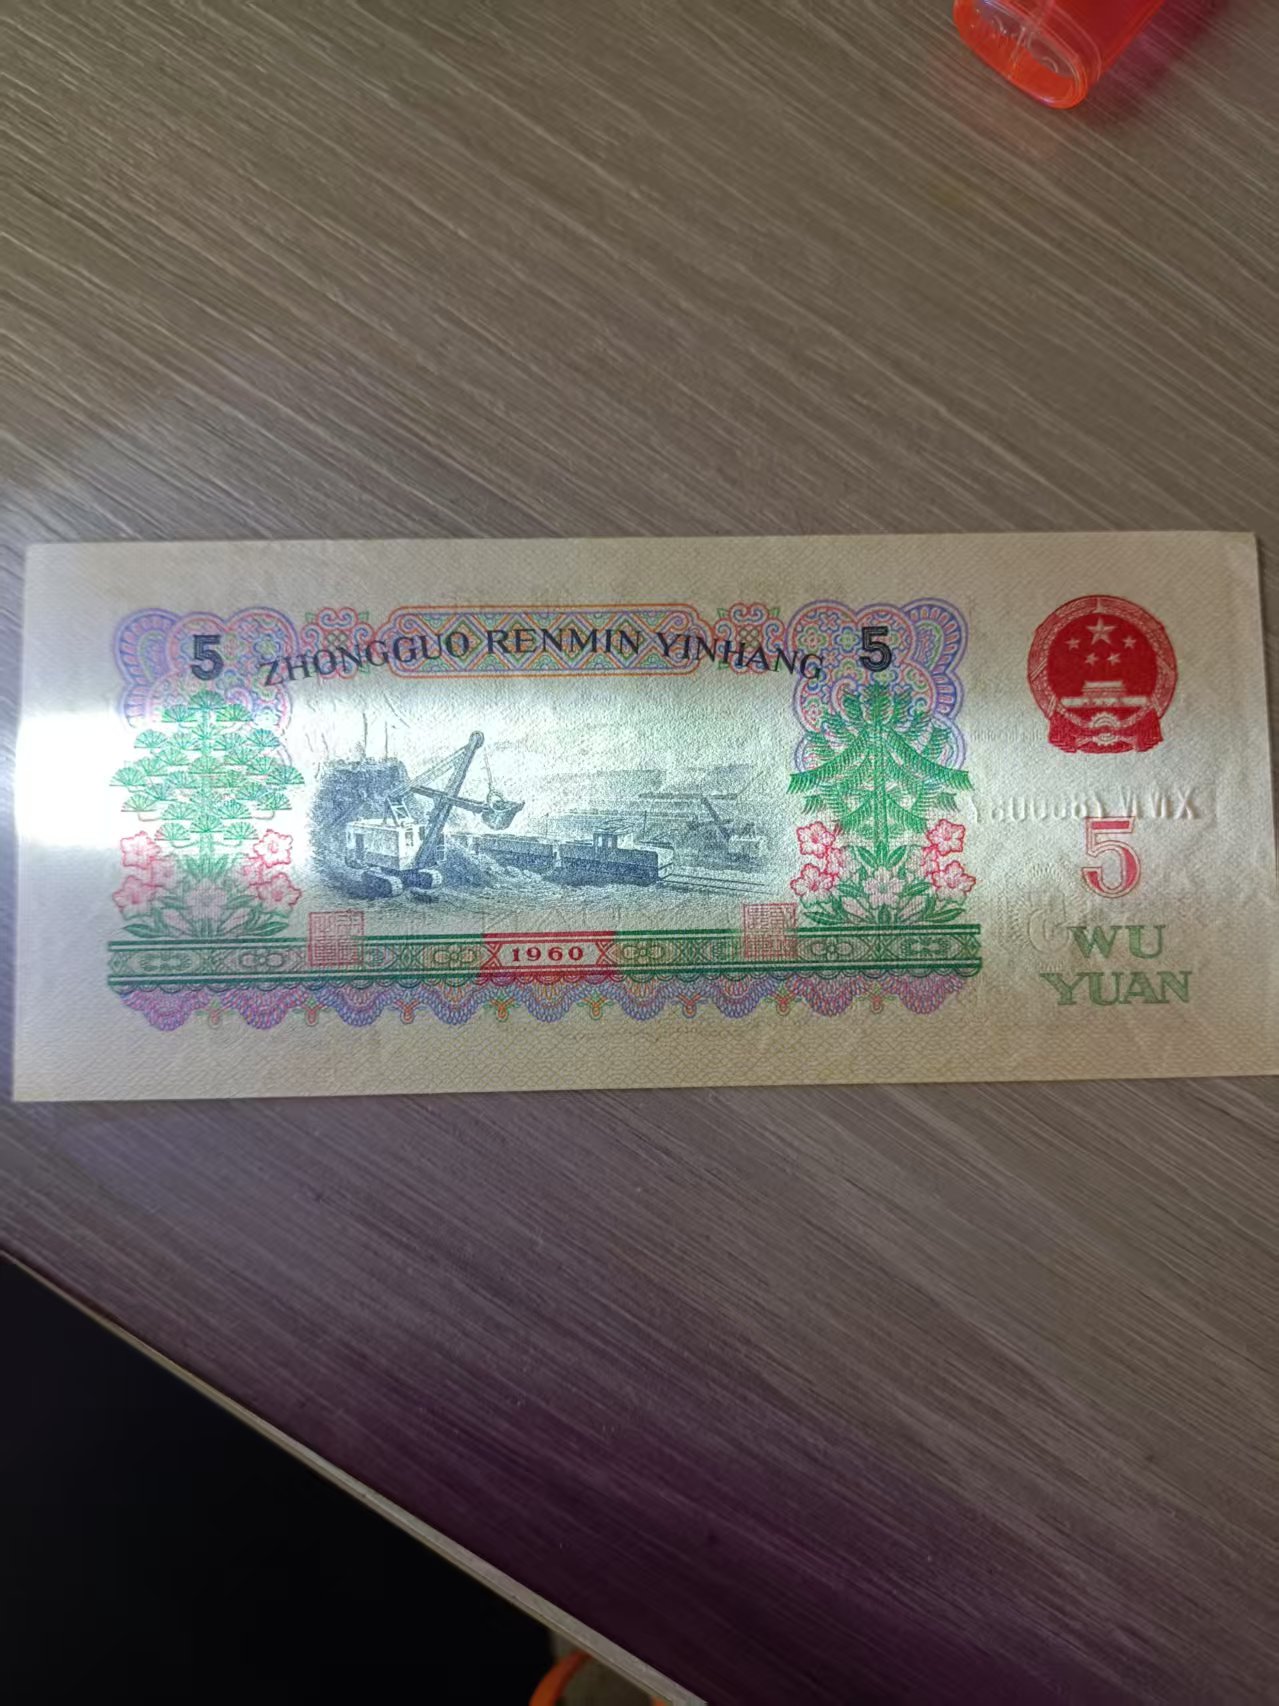 5 ZHONGGUO RENMIN YINHANG 5
5
WU
YUAN
1960